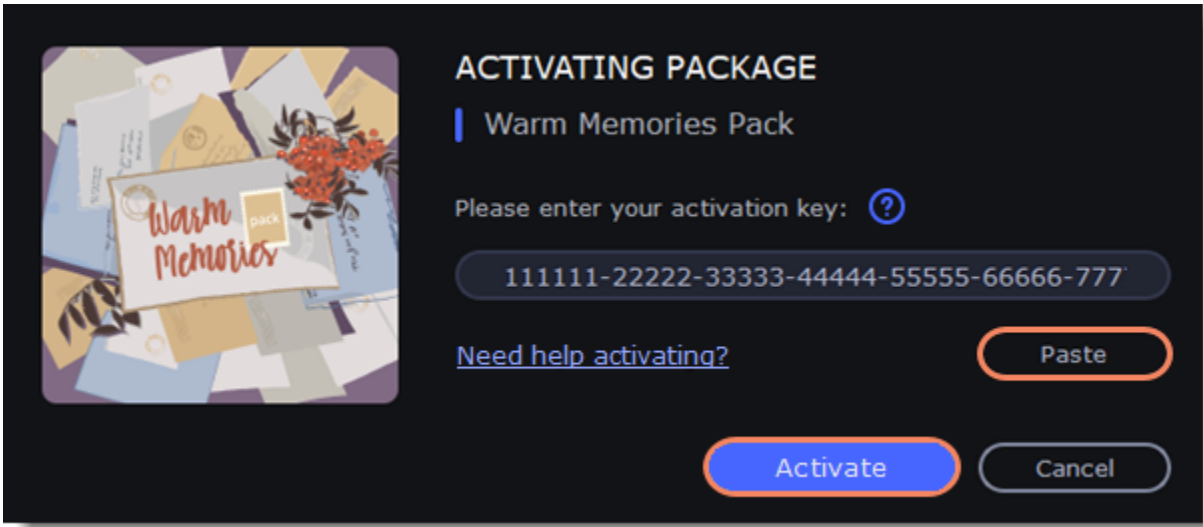 ACTIVATING PACKAGE
Warm Memories Pack
Please enter your activation key: ?
111111-22222-33333-44444-55555-66666-777
Need help activating?
Paste
Activate
Cancel
Warm
pack
Memories